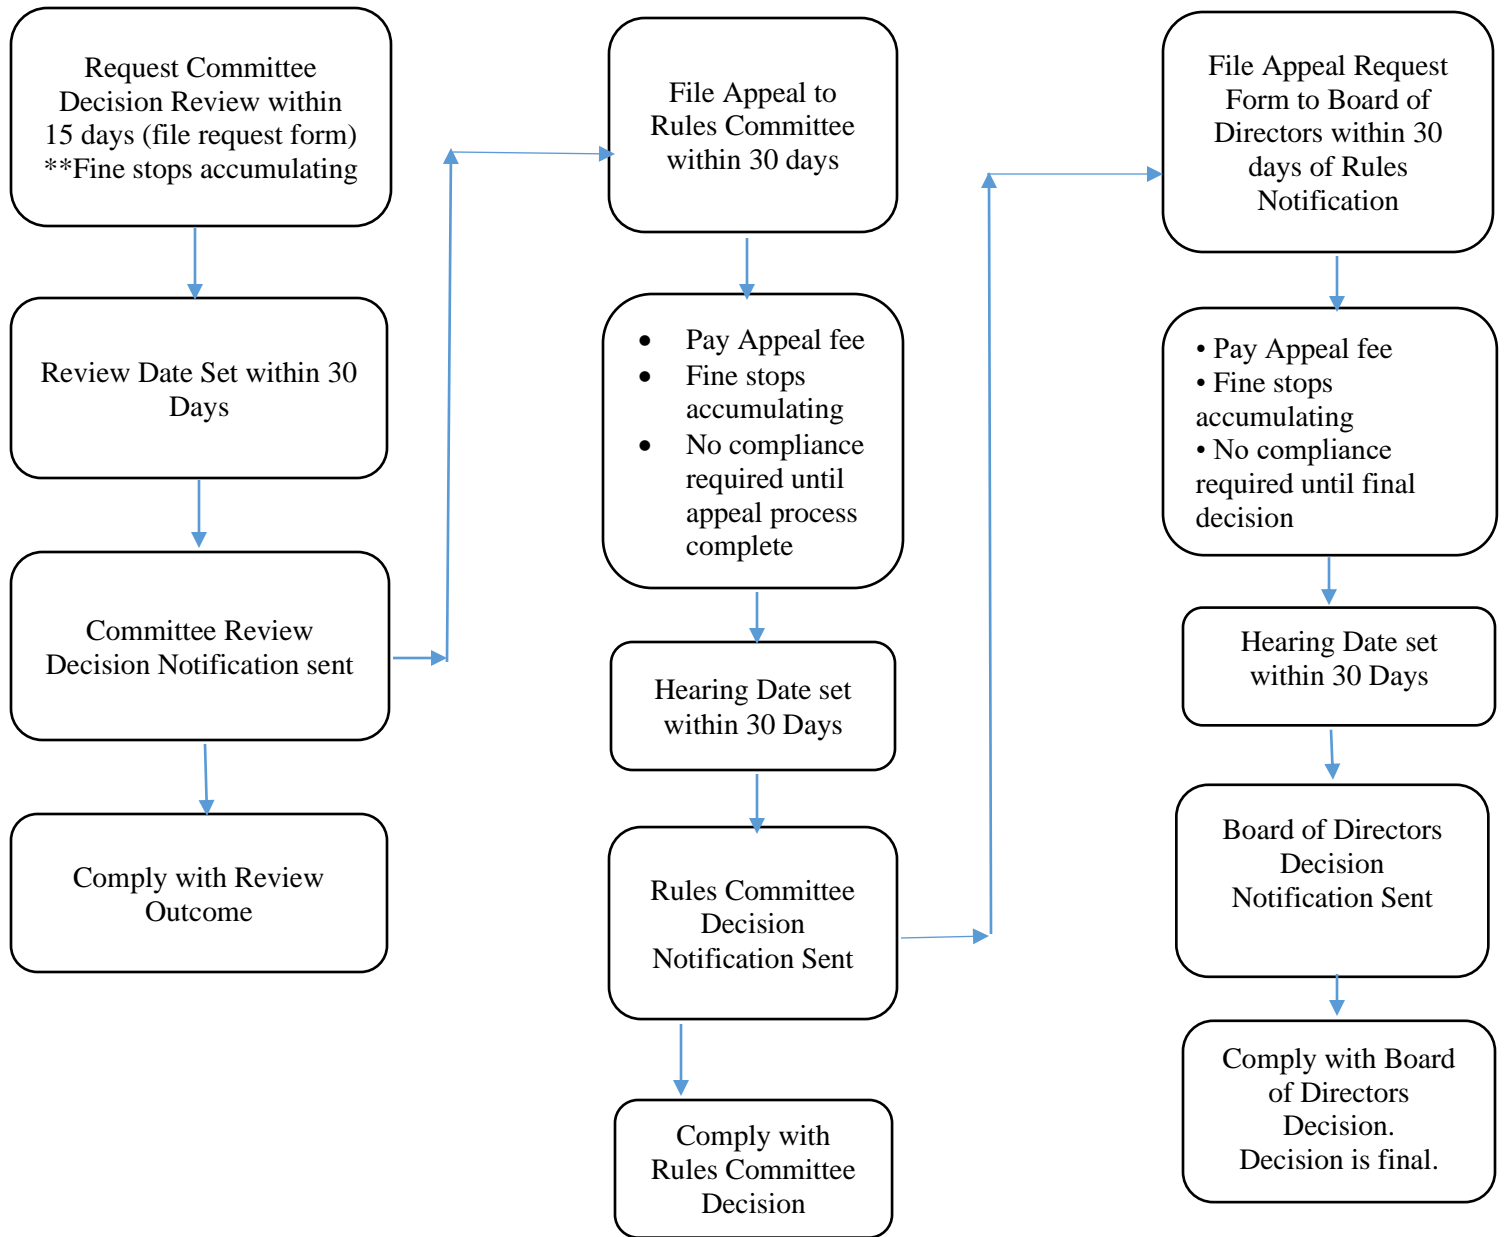 Request Committee
Decision Review within
15 days (file request form)
**Fine stops accumulating
Review Date Set within 30
Days
Committee Review
Decision Notification sent
Comply with Review
Outcome
File Appeal to
Rules Committee
within 30 days
• Pay Appeal fee
• Fine stops
accumulating
• No compliance
required until
appeal process
complete
Hearing Date set
within 30 Days
Rules Committee
Decision
Notification Sent
Comply with
Rules Committee
Decision
File Appeal Request
Form to Board of
Directors within 30
days of Rules
Notification
• Pay Appeal fee
• Fine stops
accumulating
• No compliance
required until final
decision
Hearing Date set
within 30 Days
Board of Directors
Decision
Notification Sent
Comply with Board
of Directors
Decision.
Decision is final.